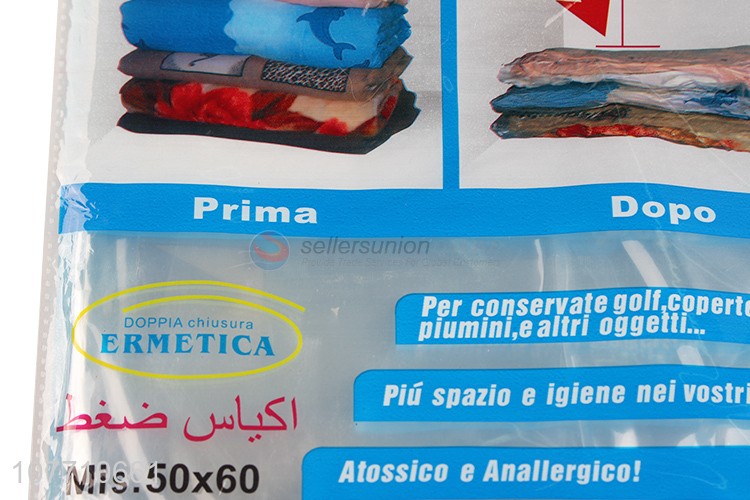 Prima
Dopo
sellersunion
DOPPIA chiusura
ERMETICA
اكياس ضغط
Mis.50x60
Per conservate golf,coperte
piumini,e altri oggetti...
Piú spazio e igiene nei vostri
Atossico e Anallergico!